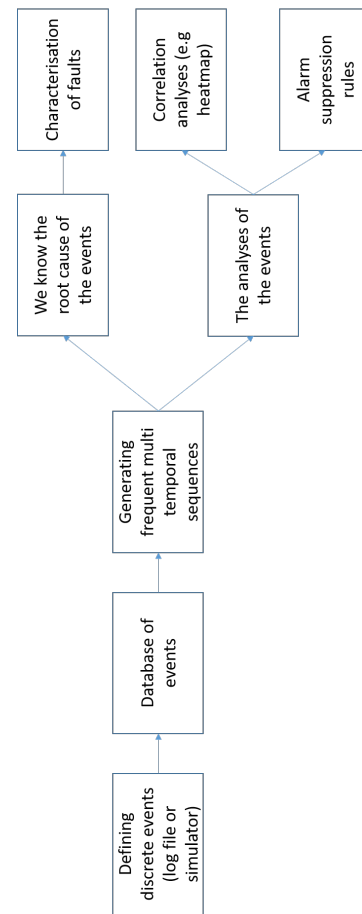 Defining
discrete events
(log file or
simulator)
Database of
events
Generating
frequent multi
temporal
sequences
We know the
root cause of
the events
Characterisation
of faults
The analyses of
the events
Correlation
analyses (e.g
heatmap)
Alarm
suppression
rules